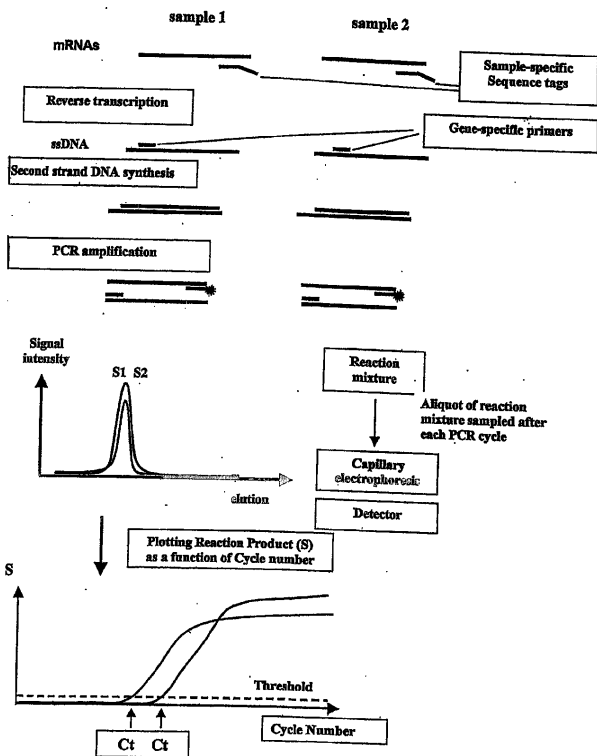 sample 1
sample 2
mRNAs
Sample-specific
Sequence tags
Reverse transcription
Gene-specific primers
ssDNA
Second strand DNA synthesis
PCR amplification
Signal
intensity
S1 S2
elution
Reaction
mixture
Aliquot of reaction
mixture sampled after
each PCR cycle
Capillary
electrophoresis
Detector
Plotting Reaction Product (S)
as a function of Cycle number
S
Threshold
Cycle Number
Ct Ct